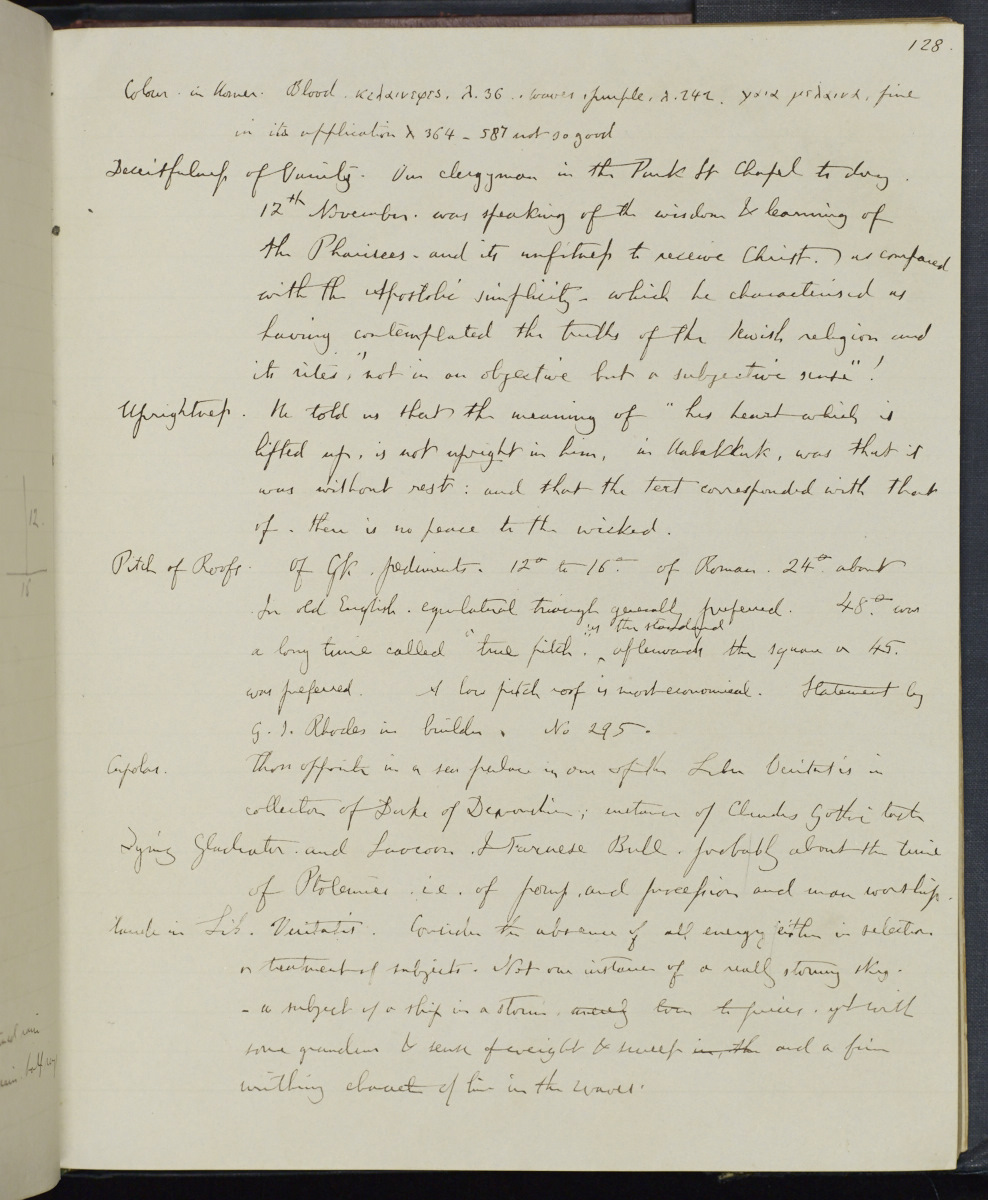 128.
Colour in Homer. Blood. κελαινεφες, λ. 36. waves, purple, λ. 242. γαια μελαινα, fine
in its application λ 364 - 587 not so good
Deceitfulness of Vanity. Our clergyman in the Park St Chapel to day.
12th November. was speaking of the wisdom & learning of
the Pharisees - and its unfitness to receive Christ.) as compared
with the Apostolic simplicity - which he characterised as
having contemplated the truths of the Jewish religion and
its rites, "not in an objective but a subjective sense"!
Uprightness. He told us that the meaning of "his heart which is
lifted up, is not upright in him, in Habakkuk, was that it
was without rest: and that the text corresponded with that
of - there is no peace to the wicked.
Pitch of Roofs. Of Gk. pediments. 12° to 16°. of Roman. 24° about
In old English. equilateral triangle generally preferred. 48° was
the standard
a long time called "true pitch. afterwards the square or 45.
was preferred. A low pitch roof is most economical. Statement by
G. J. Rhodes in builder, No 295.
Cupolas. Those opposite in a sea palace in one of the Liber Veritatis in
collection of Duke of Devonshire; instance of Claudes Gothic taste
Dying Gladiator. and Laocoon. & Farnese Bull. probably about the time
of Ptolemies. i.e. of pomp, and procession and man worship.
Claude in Lib. Veritatis. Consider the absence of all energy either in selection
or treatment of subjects. Not one instance of a really stormy sky.
- a subject of a ship in a storm, torn to pieces. yet with
some grandeur & sense of weight & sweep in, the and a fine
writhing charact of line in the waves.
12.
15